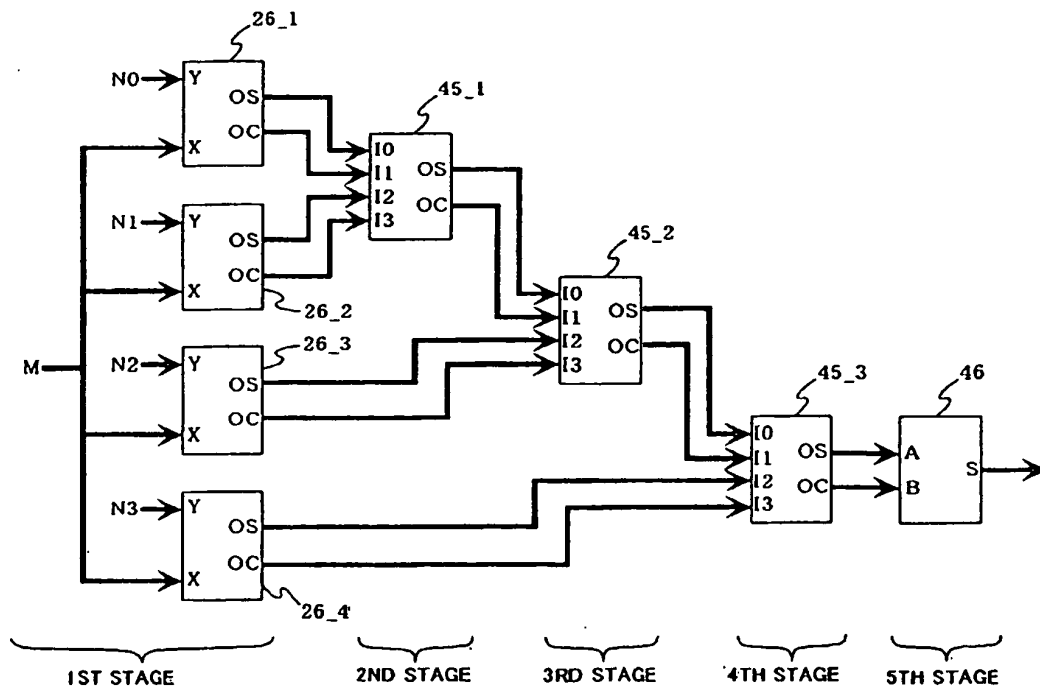 26_1
N0
Y
OS
OC
X
45_1
I0
I1
I2
I3
OS
OC
N1
Y
OS
OC
X
26_2
45_2
I0
I1
I2
I3
OS
OC
26_3
N2
Y
OS
OC
X
M
45_3
I0
I1
I2
I3
OS
OC
46
A
B
S
N3
Y
OS
OC
X
26_4
1ST STAGE
2ND STAGE
3RD STAGE
4TH STAGE
5TH STAGE